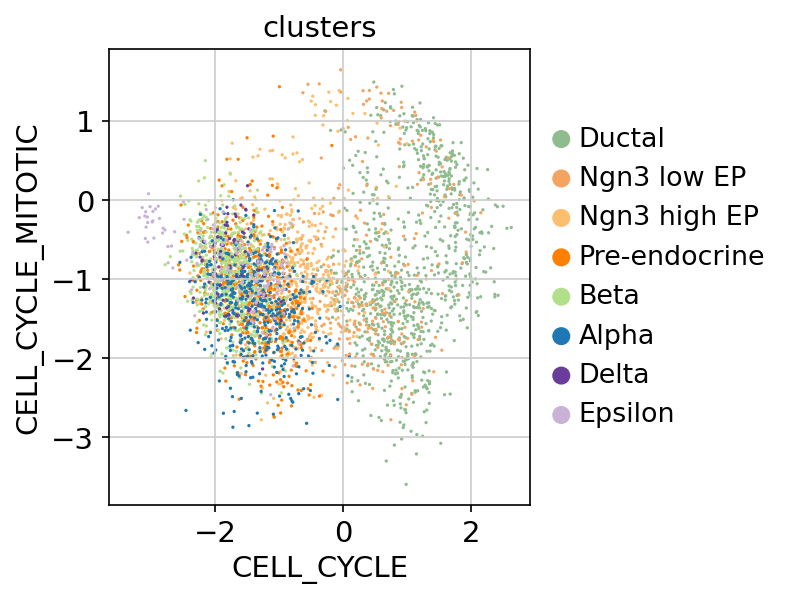 clusters
CELL_CYCLE_MITOTIC
1
0
−1
−2
−3
−2
0
2
CELL_CYCLE
Ductal
Ngn3 low EP
Ngn3 high EP
Pre-endocrine
Beta
Alpha
Delta
Epsilon